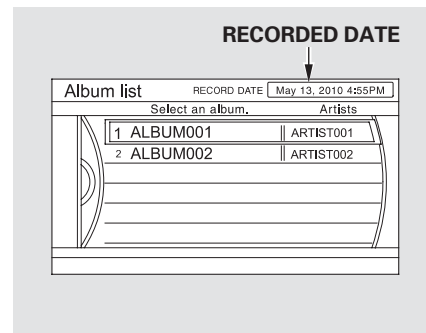 RECORDED DATE
Album list RECORD DATE May 13, 2010 4:55PM
Select an album. Artists
1 ALBUM001 ARTIST001
2 ALBUM002 ARTIST002